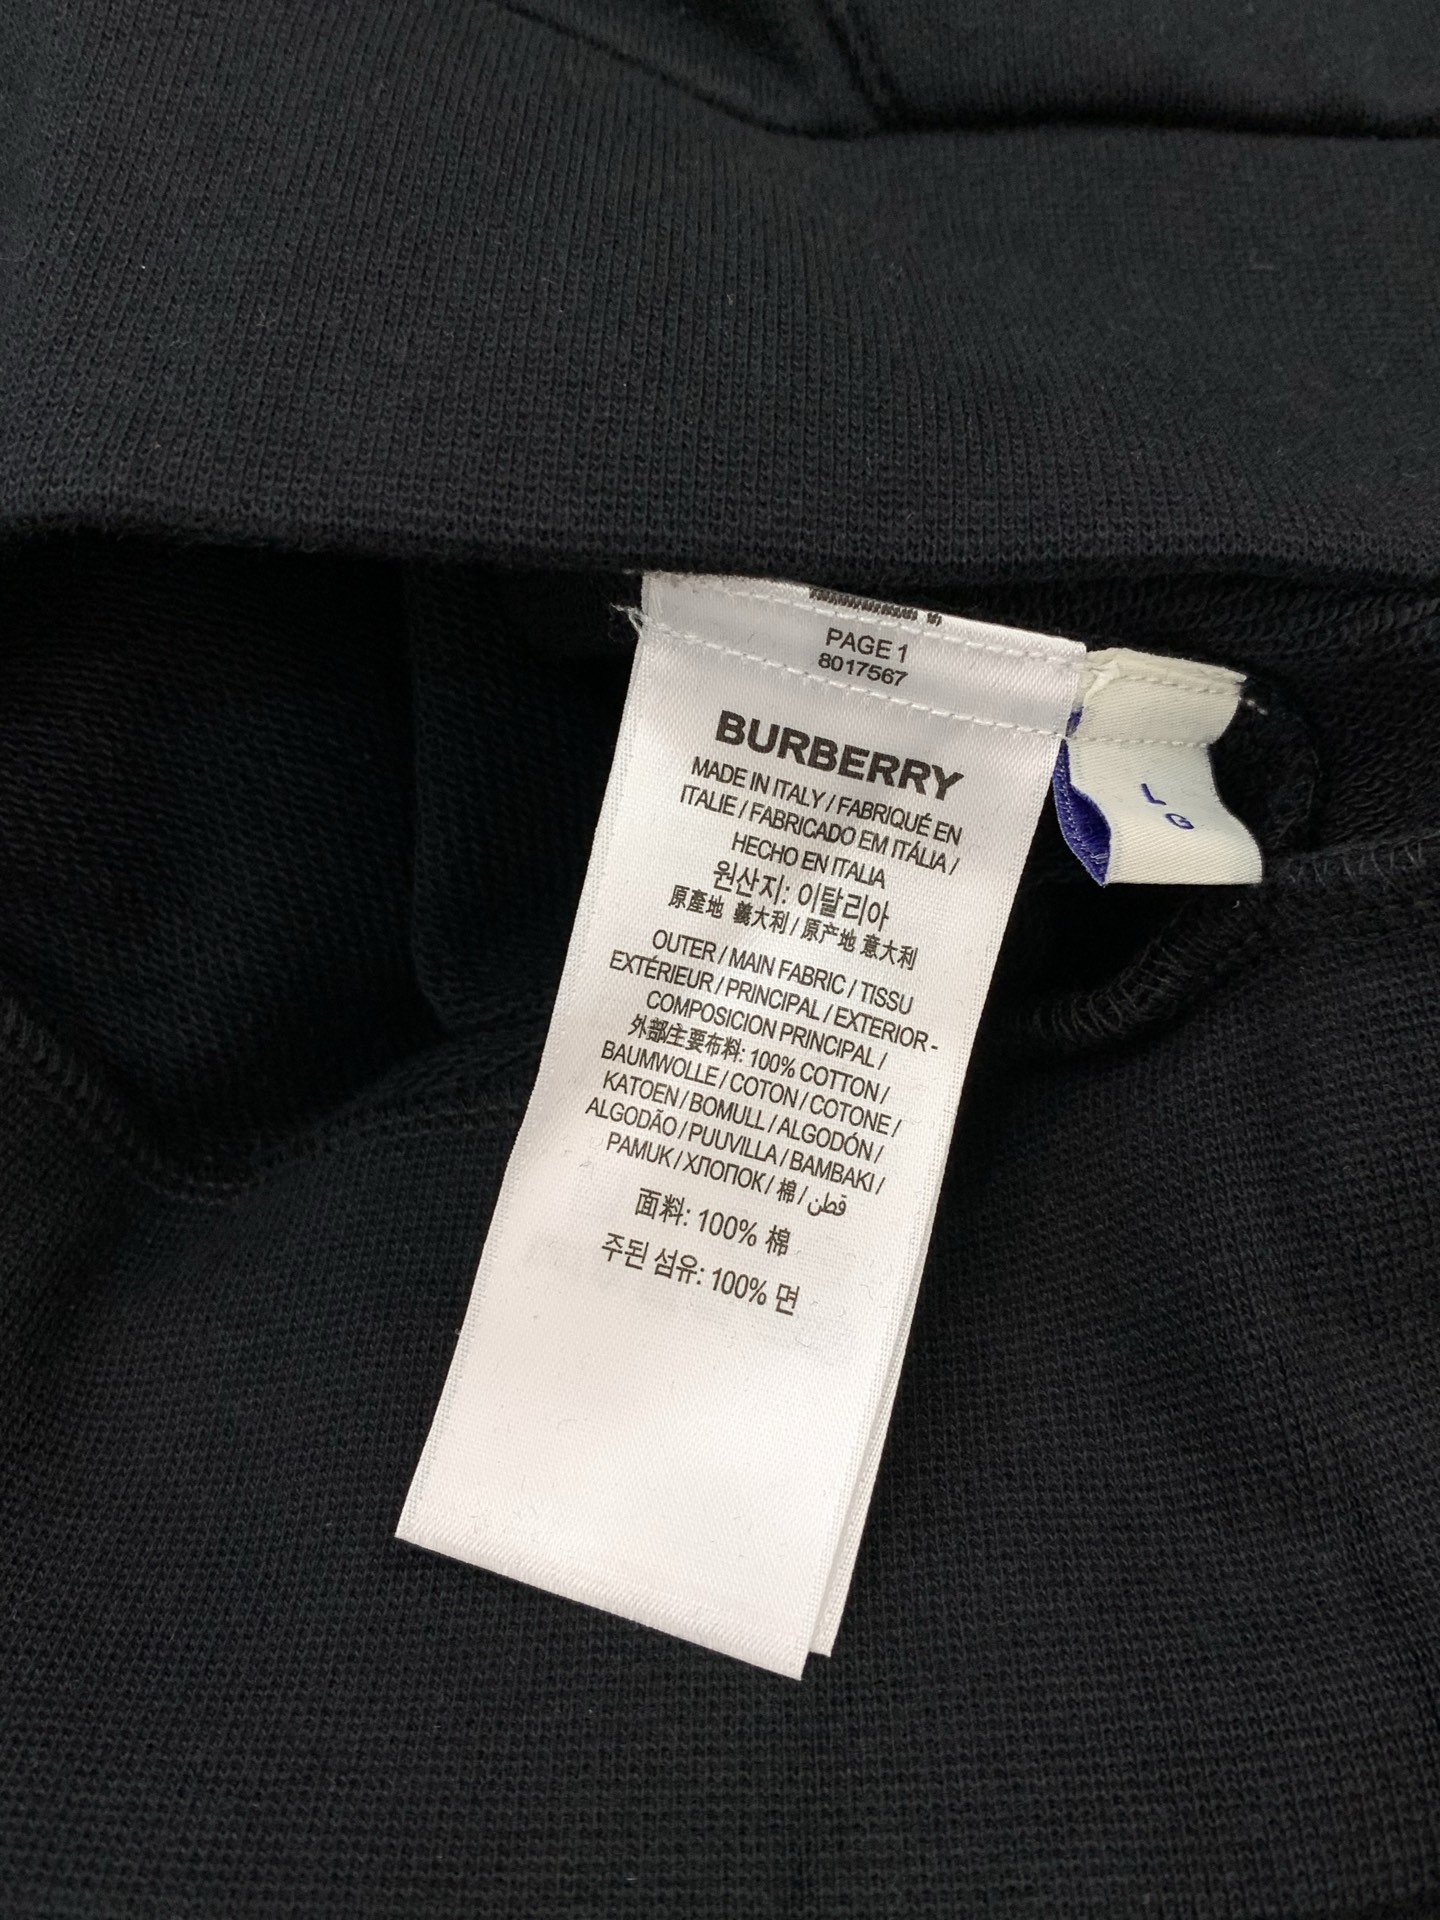 PAGE 1
8017567
BURBERRY
MADE IN ITALY / FABRIQUÉ EN
ITALIE / FABRICADO EM ITÁLIA /
HECHO EN ITALIA
원산지: 이탈리아
原產地 義大利 / 原产地 意大利
OUTER / MAIN FABRIC / TISSU
EXTÉRIEUR / PRINCIPAL / EXTERIOR -
COMPOSICION PRINCIPAL /
外部主要布料: 100% COTTON /
BAUMWOLLE / COTON / COTONE /
KATOEN / BOMULL / ALGODÓN /
ALGODÃO / PUUVILLA / BAMBAKI /
PAMUK / ХЛОПОК / 棉 / قطن
面料: 100% 棉
주된 섬유: 100% 면
L
G